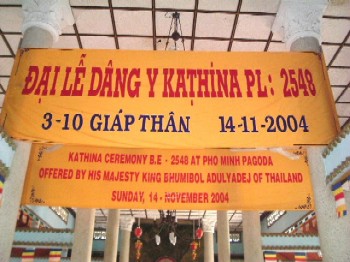 ĐẠI LỄ DÂNG Y KAṬHINA PL: 2548
3-10 GIÁP THÂN 14-11-2004
KATHINA CEREMONY B.E - 2548 AT PHO MINH PAGODA
OFFERED BY HIS MAJESTY KING BHUMIBOL ADULYADEJ OF THAILAND
SUNDAY, 14 - NOVEMBER 2004